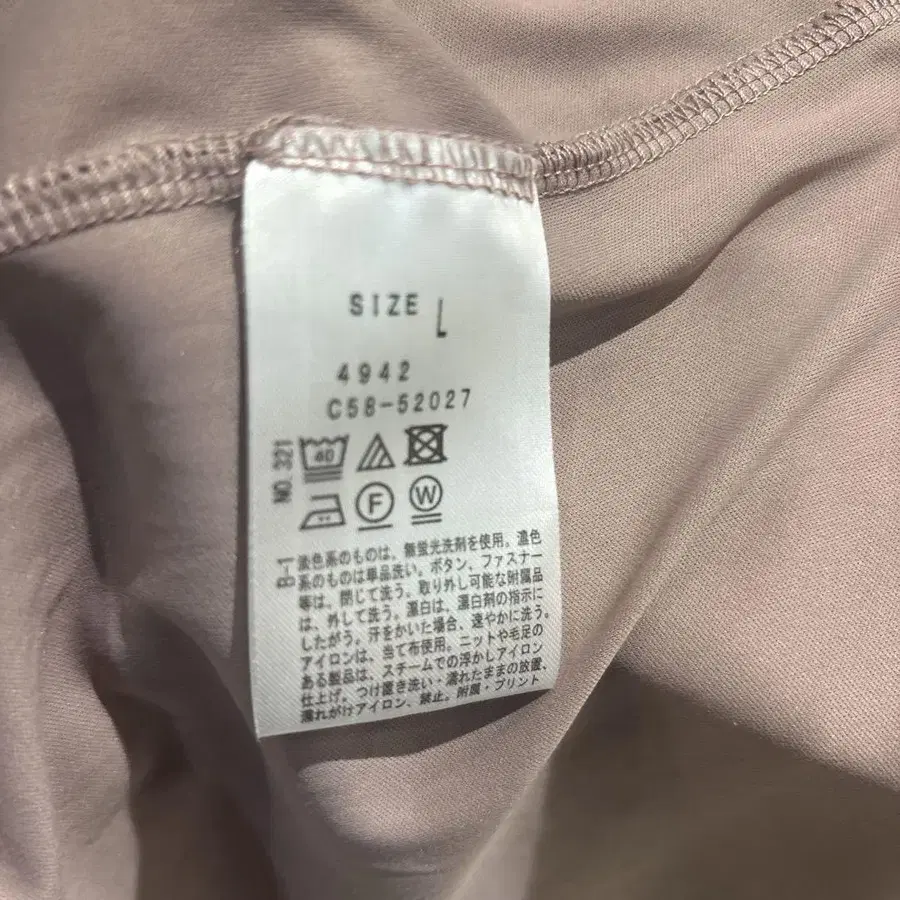 SIZE L
4942
C58-52027
NO.321
40
F
W
B-1
淡色系のものは、無蛍光洗剤を使用。濃色
系のものは単品洗い。ボタン、ファスナー
等は、閉じて洗う。取り外し可能な附属品
は、外して洗う。漂白は、漂白剤の指示に
したがう。汗をかいた場合、速やかに洗う。
アイロンは、当て布使用。ニットや毛足の
ある製品は、スチームでの浮かしアイロン
仕上げ。つけ置き洗い・濡れたままの放置、
濡れがけアイロン、禁止。附属・プリント